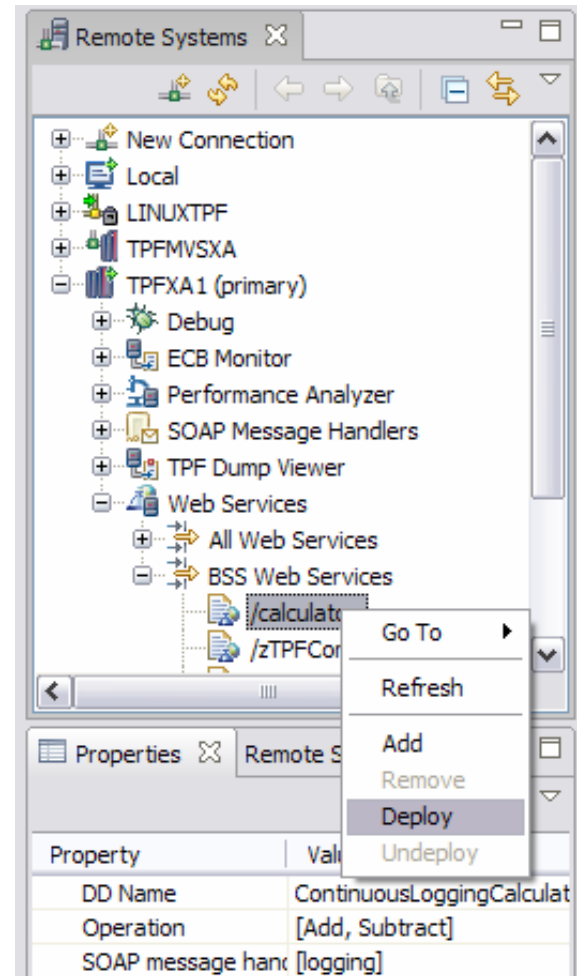 Remote Systems
New Connection
Local
LINUXTPF
TPFMVSXA
TPFXA1 (primary)
Debug
ECB Monitor
Performance Analyzer
SOAP Message Handlers
TPF Dump Viewer
Web Services
All Web Services
BSS Web Services
/calculato
/zTPFCor
Go To
Refresh
Add
Remove
Deploy
Undeploy
Properties Remote S
Property Valu
DD Name ContinuousLoggingCalculat
Operation [Add, Subtract]
SOAP message hand [logging]